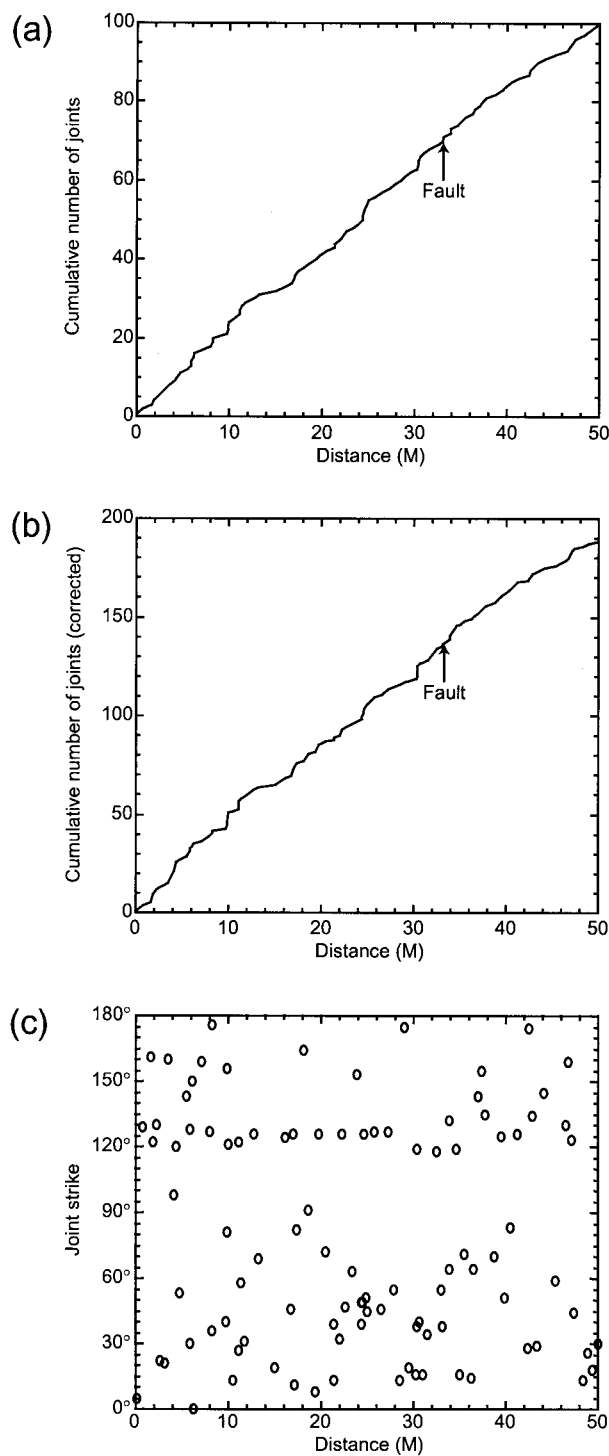 (a)
Cumulative number of joints
100
80
60
40
20
0
Fault
0 10 20 30 40 50
Distance (M)
(b)
Cumulative number of joints (corrected)
200
150
100
50
0
Fault
0 10 20 30 40 50
Distance (M)
(c)
Joint strike
180°
150°
120°
90°
60°
30°
0°
0 10 20 30 40 50
Distance (M)